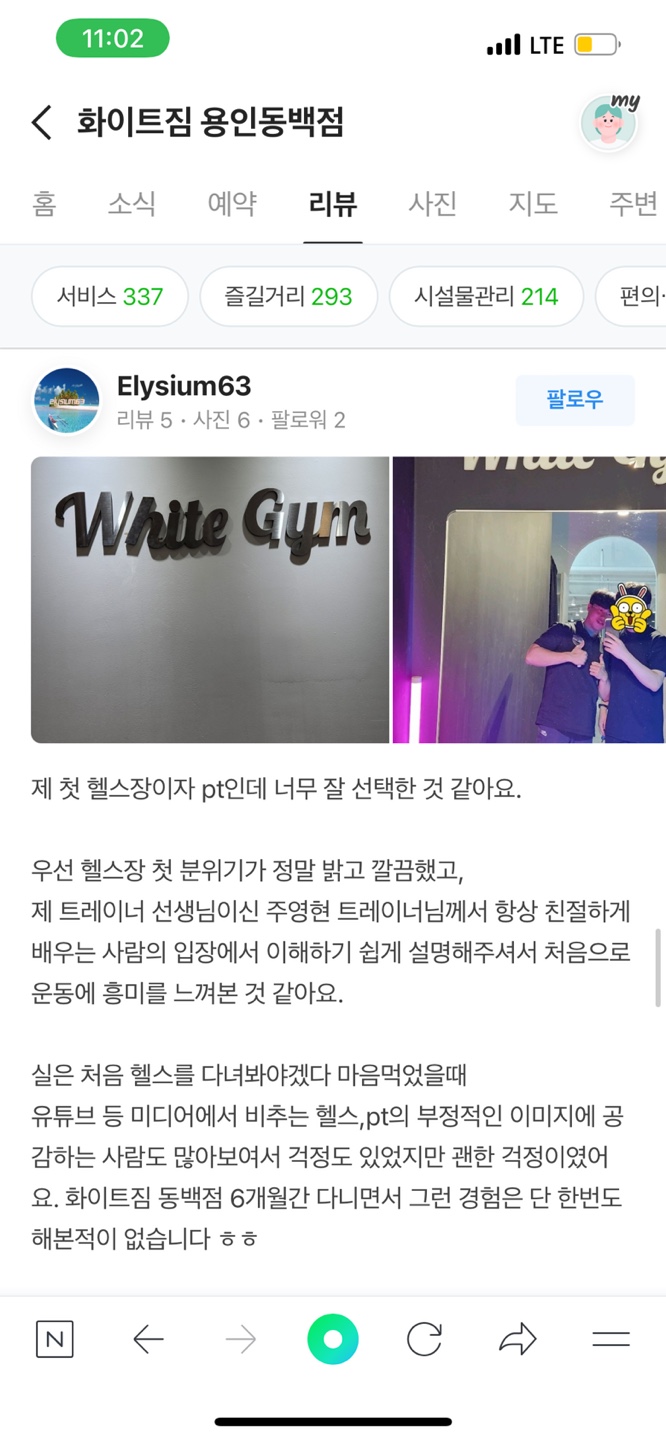 11:02
LTE
화이트짐 용인동백점
my
홈 소식 예약 리뷰 사진 지도 주변
서비스 337 즐길거리 293 시설물관리 214 편의·
Elysium63
리뷰 5 · 사진 6 · 팔로워 2
팔로우
White Gym
제 첫 헬스장이자 pt인데 너무 잘 선택한 것 같아요.
우선 헬스장 첫 분위기가 정말 밝고 깔끔했고,
제 트레이너 선생님이신 주영현 트레이너님께서 항상 친절하게
배우는 사람의 입장에서 이해하기 쉽게 설명해주셔서 처음으로
운동에 흥미를 느껴본 것 같아요.
실은 처음 헬스를 다녀봐야겠다 마음먹었을때
유튜브 등 미디어에서 비추는 헬스,pt의 부정적인 이미지에 공
감하는 사람도 많아보여서 걱정도 있었지만 괜한 걱정이였어
요. 화이트짐 동백점 6개월간 다니면서 그런 경험은 단 한번도
해본적이 없습니다 ㅎㅎ
N